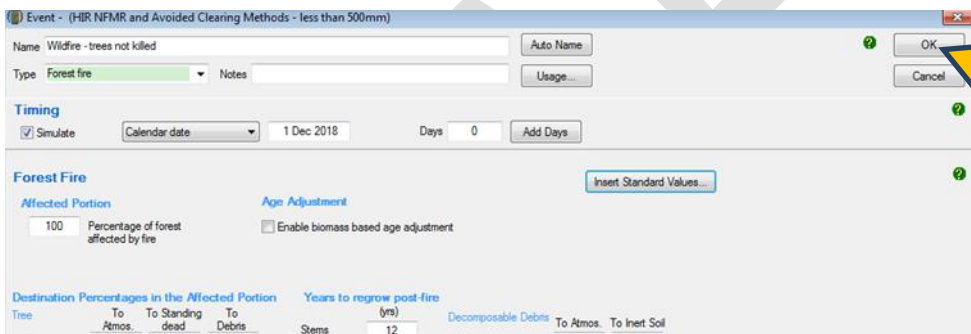 Event - (HIR NFMR and Avoided Clearing Methods - less than 500mm)
Name Wildfire - trees not killed Auto Name OK
Type Forest fire Notes Usage... Cancel
Timing
Simulate Calendar date 1 Dec 2018 Days 0 Add Days
Forest Fire Insert Standard Values...
Affected Portion Age Adjustment
100 Percentage of forest affected by fire Enable biomass based age adjustment
Destination Percentages in the Affected Portion Years to regrow post-fire
Tree To Atmos. To Standing dead To Debris (yrs) Decomposable Debris To Atmos. To Inert Soil
Stems 12